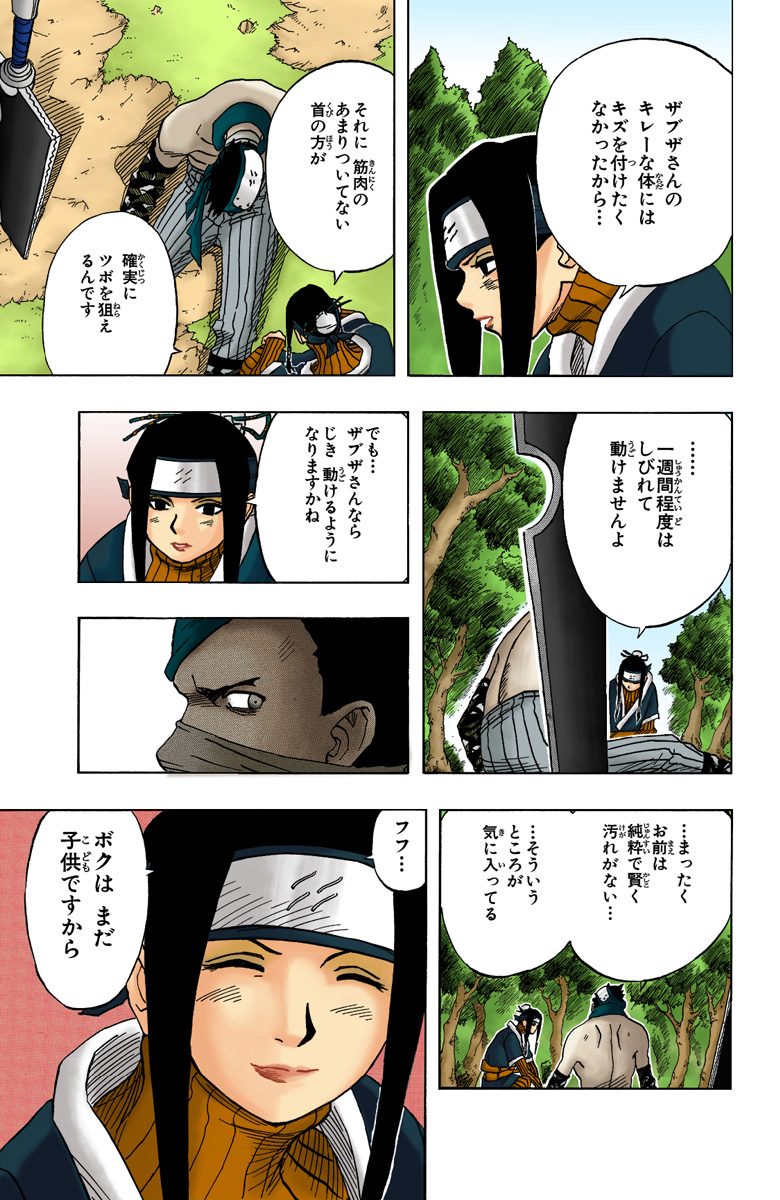 ザブザさんの
キレーな体には
キズを付けたく
なかったから…
それに 筋肉の
あまりついてない
首の方が
確実に
ツボを狙え
るんです
……
一週間程度は
しびれて
動けませんよ
でも…
ザブザさんなら
じき 動けるように
なりますかね
…まったく
お前は
純粋で賢く
汚れがない…
…そういう
ところが
気に入ってる
フフ…
ボクは まだ
子供ですから